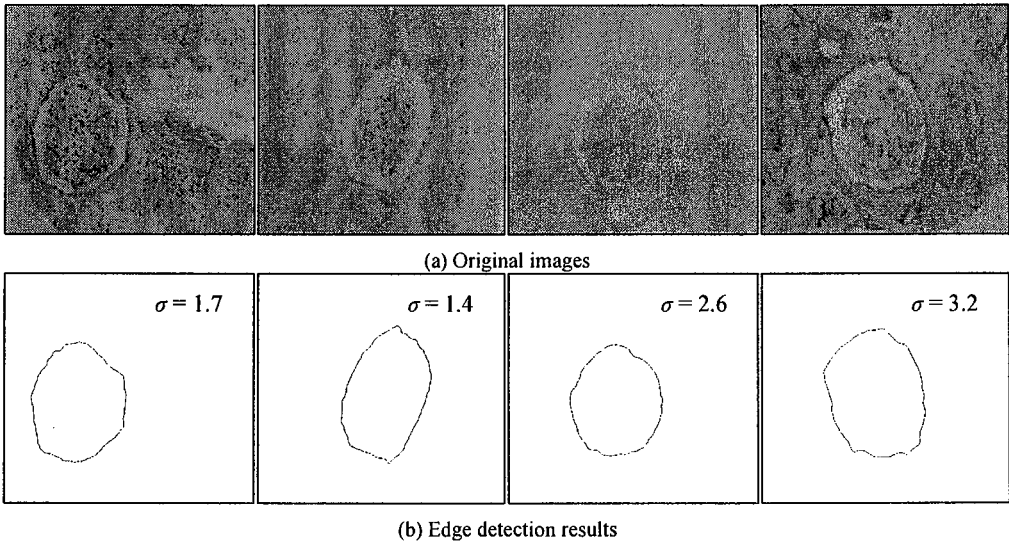 (a) Original images
σ = 1.7
σ = 1.4
σ = 2.6
σ = 3.2
(b) Edge detection results